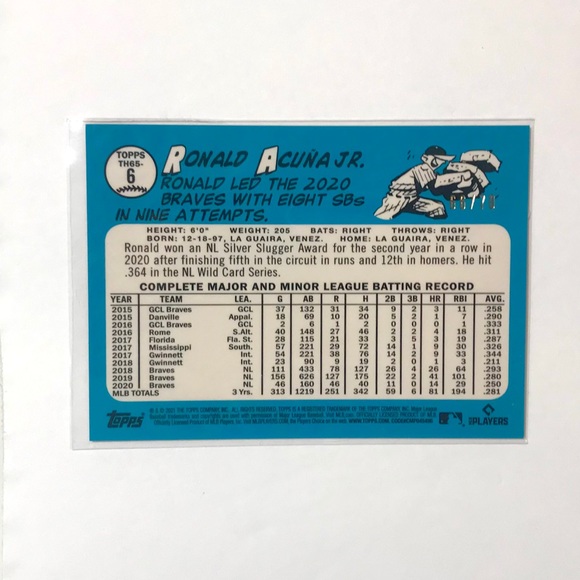 TOPPS
TH65-
6
RONALD ACUÑA JR.
RONALD LED THE 2020
BRAVES WITH EIGHT SBs
IN NINE ATTEMPTS.
HEIGHT: 6'0" WEIGHT: 205 BATS: RIGHT THROWS: RIGHT
BORN: 12-18-97, LA GUAIRA, VENEZ. HOME: LA GUAIRA, VENEZ.
Ronald won an NL Silver Slugger Award for the second year in a row in
2020 after finishing fifth in the circuit in runs and 12th in homers. He hit
.364 in the NL Wild Card Series.
COMPLETE MAJOR AND MINOR LEAGUE BATTING RECORD
YEAR TEAM LEA. G AB R H 2B 3B HR RBI AVG.
2015 GCL Braves GCL 37 132 31 34 9 2 3 11 .258
2015 Danville Appal. 18 69 10 20 5 2 1 7 .290
2016 GCL Braves GCL 2 6 1 2 0 0 0 0 .333
2016 Rome S.Atl. 40 148 27 46 2 2 4 18 .311
2017 Florida Fla. St. 28 115 21 33 3 5 3 19 .287
2017 Mississippi South. 57 221 29 72 14 1 9 30 .326
2017 Gwinnett Int. 54 221 38 76 14 2 9 33 .344
2018 Gwinnett Int. 23 90 9 19 2 0 1 3 .211
2018 Braves NL 111 433 78 127 26 4 26 64 .293
2019 Braves NL 156 626 127 175 22 2 41 101 .280
2020 Braves NL 46 160 46 40 11 0 14 29 .250
MLB TOTALS 3 Yrs. 313 1219 251 342 59 6 81 194 .281
Topps
MLB
PLAYERS